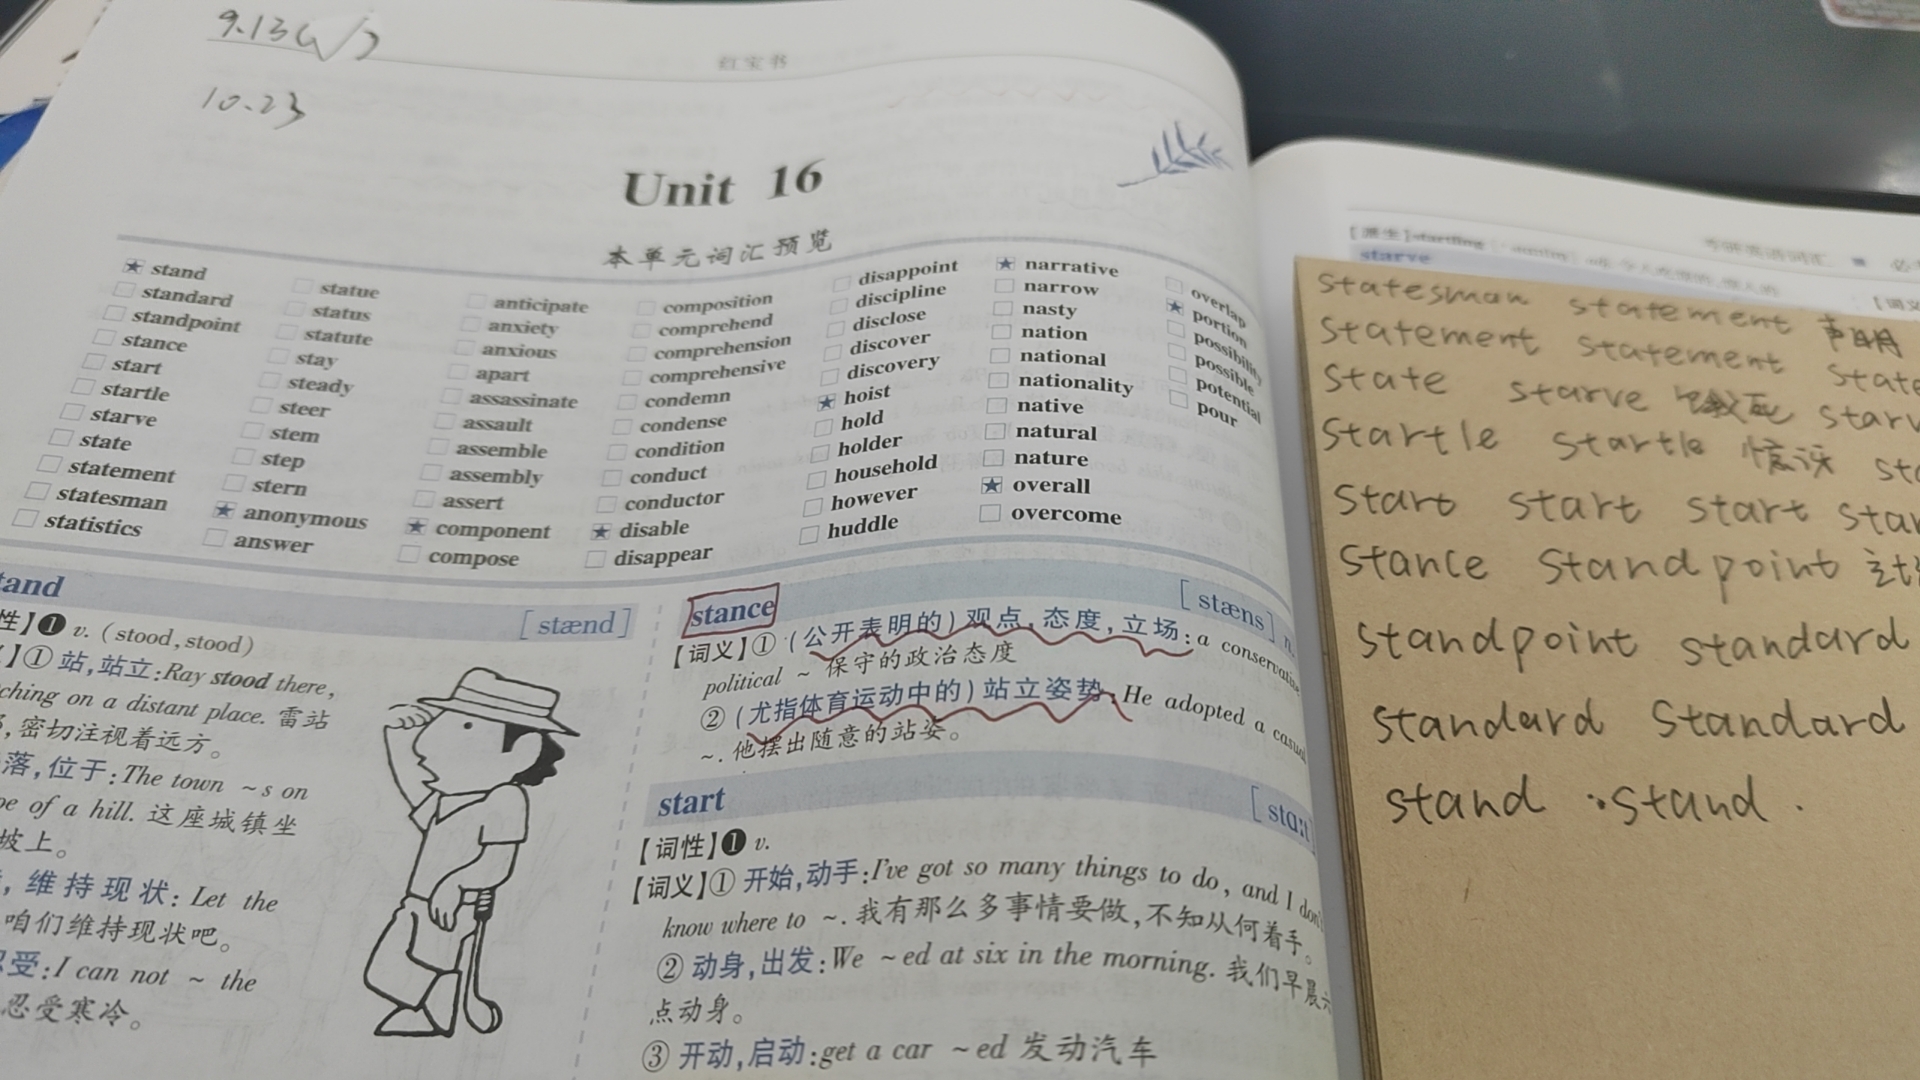 9.13(√)
10.23
红宝书
Unit 16
本单元词汇预览
stand
standard
standpoint
stance
start
startle
starve
state
statement
statesman
statistics
statue
status
statute
stay
steady
steer
stem
step
stern
anonymous
answer
anticipate
anxiety
anxious
apart
assassinate
assault
assemble
assembly
assert
component
compose
composition
comprehend
comprehension
comprehensive
condemn
condense
condition
conduct
conductor
disable
disappear
disappoint
discipline
disclose
discover
discovery
hoist
hold
holder
household
however
huddle
narrative
narrow
nasty
nation
national
nationality
native
natural
nature
overall
overcome
overlap
portion
possibility
possible
potential
pour
tand [stænd]
性】❶ v. (stood, stood)
】① 站,站立:Ray stood there,
ching on a distant place. 雷站
,密切注视着远方。
落,位于:The town ~s on
pe of a hill. 这座城镇坐
坡上。
,维持现状: Let the
咱们维持现状吧。
受:I can not ~ the
忍受寒冷。
stance [stæns] n.
【词义】① (公开表明的) 观点,态度,立场:a conservative
political ~ 保守的政治态度
② (尤指体育运动中的) 站立姿势:He adopted a casual
~. 他摆出随意的站姿。
start [sta:t
【词性】❶ v.
【词义】① 开始,动手:I've got so many things to do, and I don't
know where to ~. 我有那么多事情要做,不知从何着手。
② 动身,出发:We ~ed at six in the morning. 我们早晨六
点动身。
③ 开动,启动:get a car ~ed 发动汽车
【派生】startling
starve
【词义
statesman statement 声明
statement statement state
state starve 饿死 starv
startle startle 惊讶 sta
start start start star
stance standpoint
standpoint standard
standard standard
stand . stand .